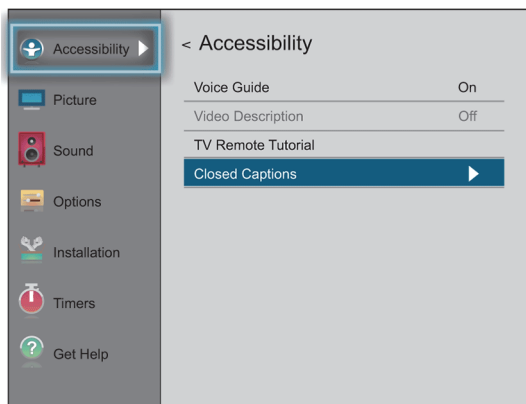 Accessibility
Picture
Sound
Options
Installation
Timers
Get Help
< Accessibility
Voice Guide On
Video Description Off
TV Remote Tutorial
Closed Captions